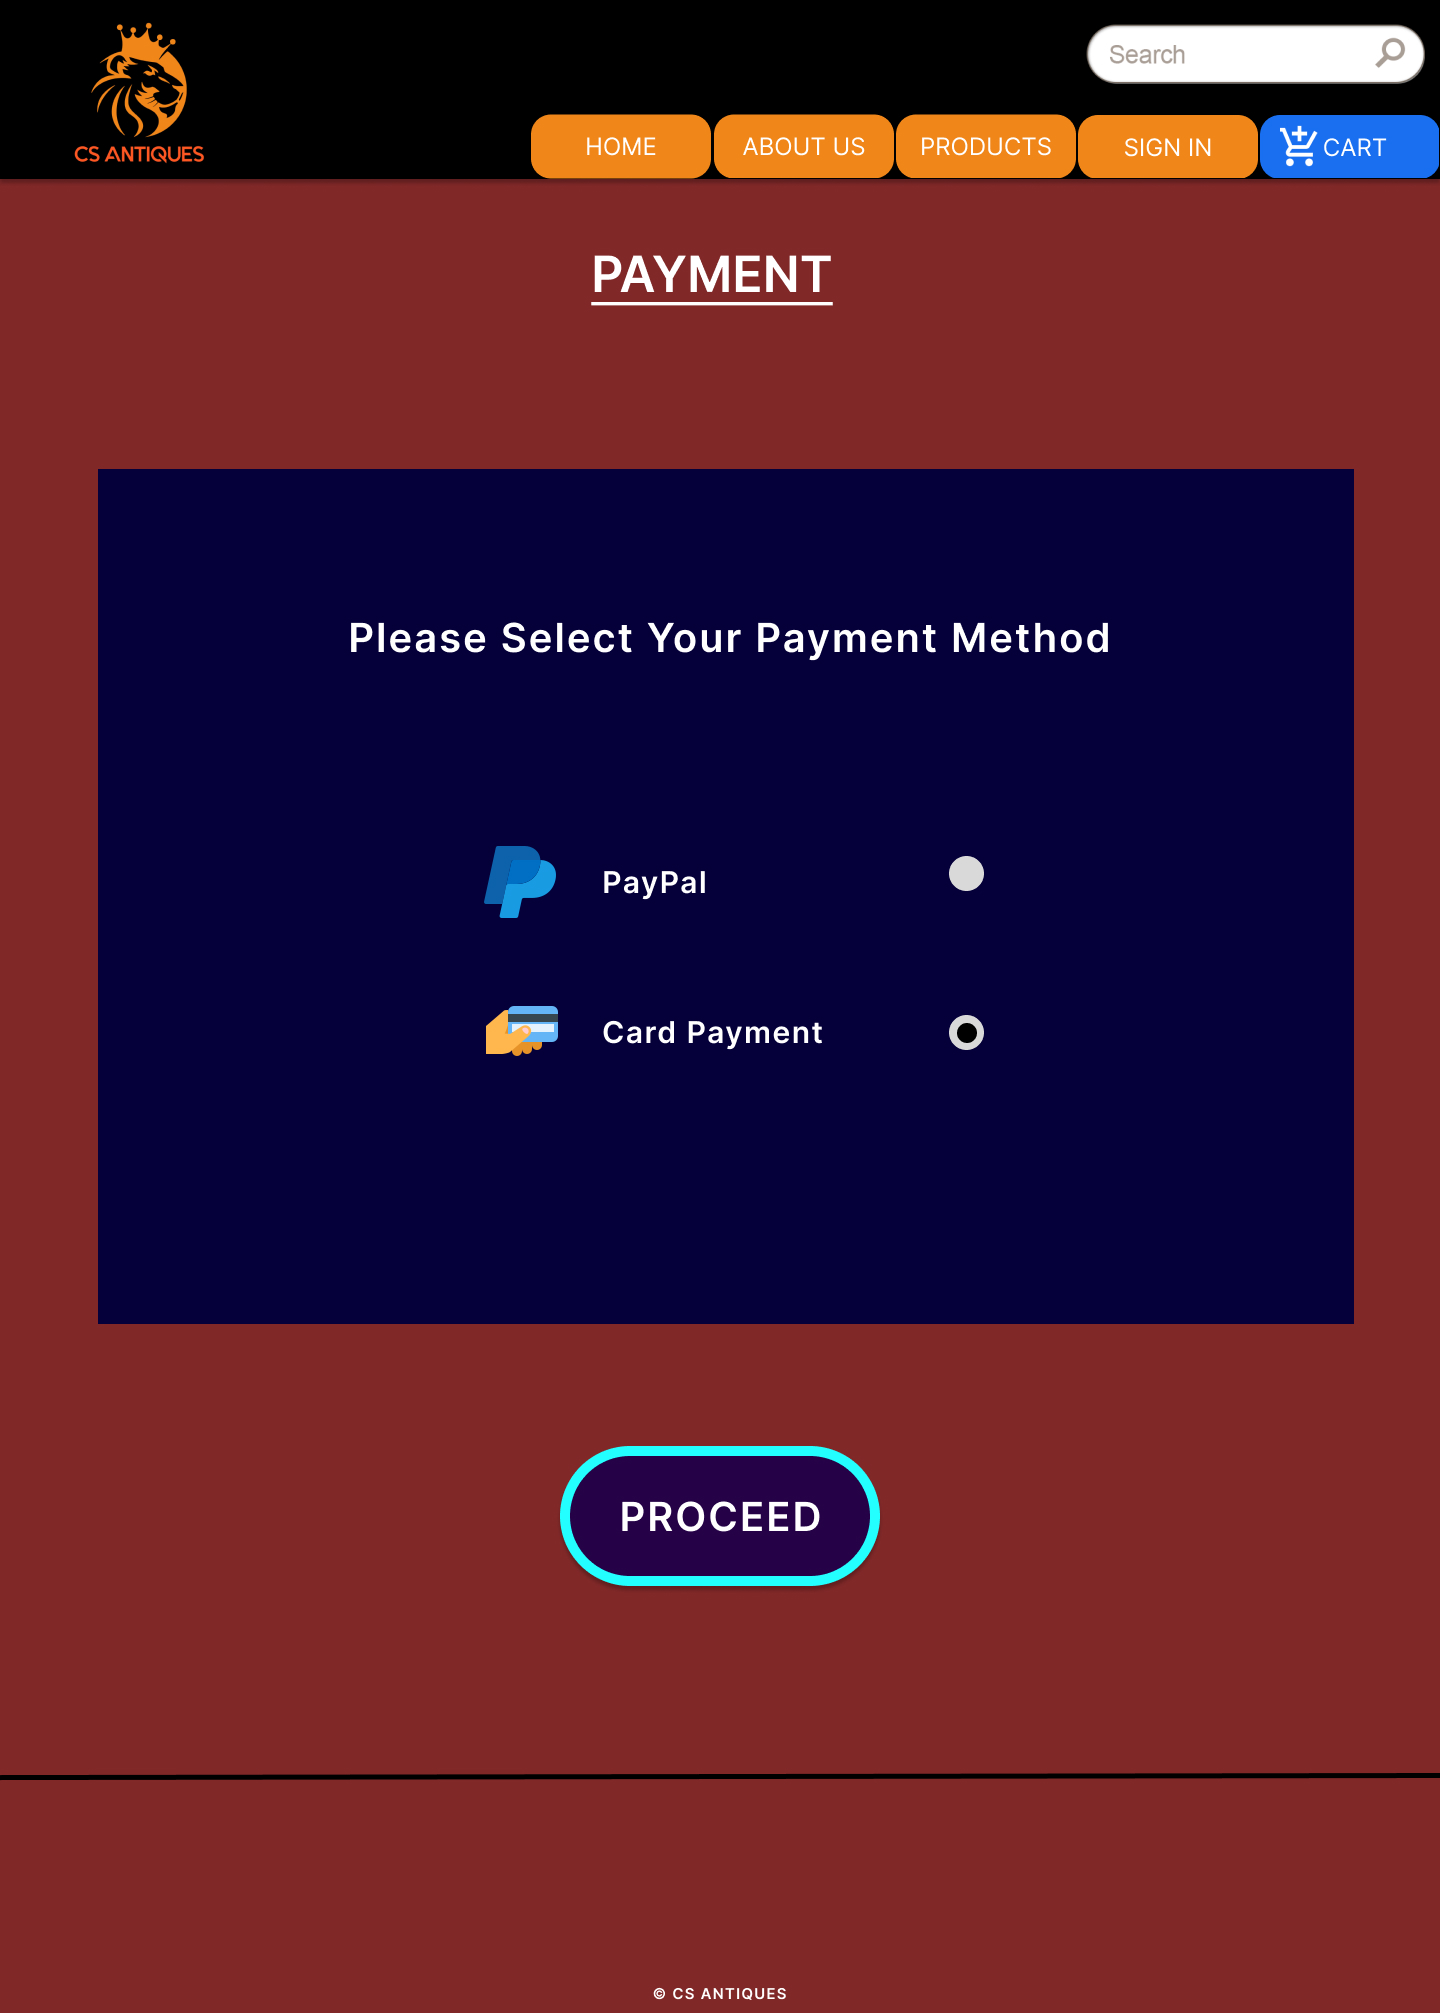 CS ANTIQUES
Search
HOME
ABOUT US
PRODUCTS
SIGN IN
CART
PAYMENT
Please Select Your Payment Method
PayPal
Card Payment
PROCEED
© CS ANTIQUES